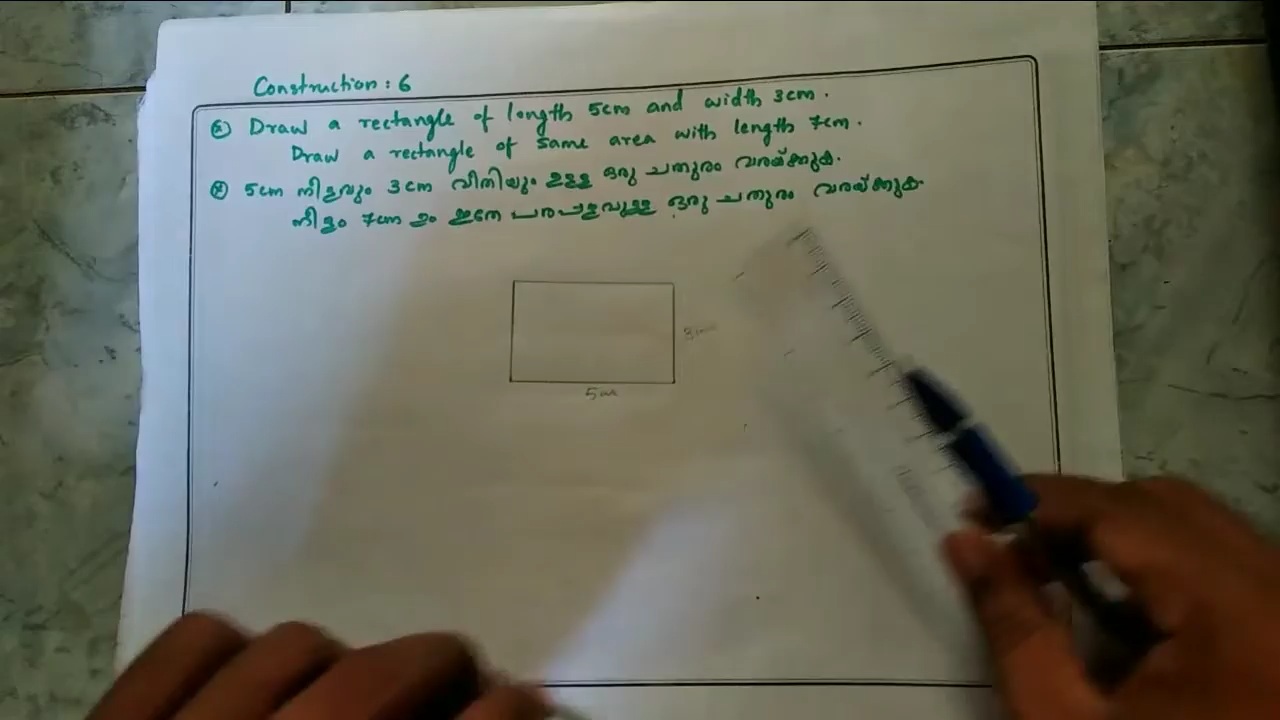 Construction : 6
Draw a rectangle of length 5cm and width 3cm.
Draw a rectangle of same area with length 7cm.
5cm നീളവും 3cm വീതിയും ഉള്ള ഒരു ചതുരം വരയ്ക്കുക.
നീളം 7cm ഉം ഇതേ പരപ്പളവുള്ള ഒരു ചതുരം വരയ്ക്കുക
3cm
5cm